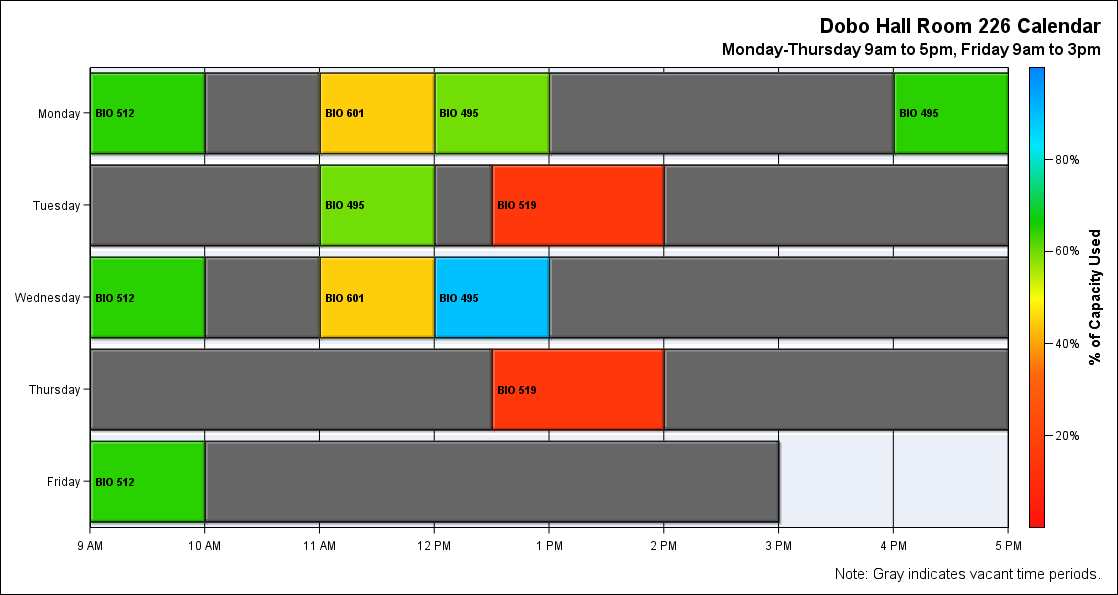 Dobo Hall Room 226 Calendar
Monday-Thursday 9am to 5pm, Friday 9am to 3pm
Monday
BIO 512
BIO 601
BIO 495
BIO 495
Tuesday
BIO 495
BIO 519
Wednesday
BIO 512
BIO 601
BIO 495
Thursday
BIO 519
Friday
BIO 512
9 AM
10 AM
11 AM
12 PM
1 PM
2 PM
3 PM
4 PM
5 PM
80%
60%
40%
20%
% of Capacity Used
Note: Gray indicates vacant time periods.